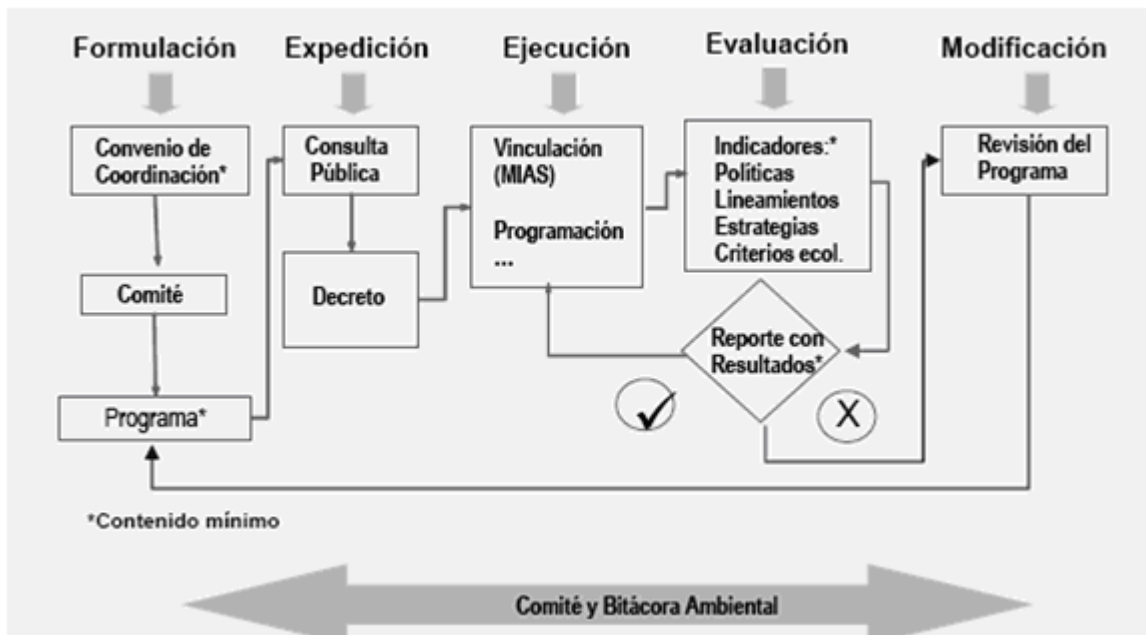 Formulación
Expedición
Ejecución
Evaluación
Modificación
Convenio de
Coordinación*
Comité
Programa*
Consulta
Pública
Decreto
Vinculación
(MIAS)
Programación
...
Indicadores:*
Políticas
Lineamientos
Estrategias
Criterios ecol.
Reporte con
Resultados*
X
Revisión del
Programa
*Contenido mínimo
Comité y Bitácora Ambiental